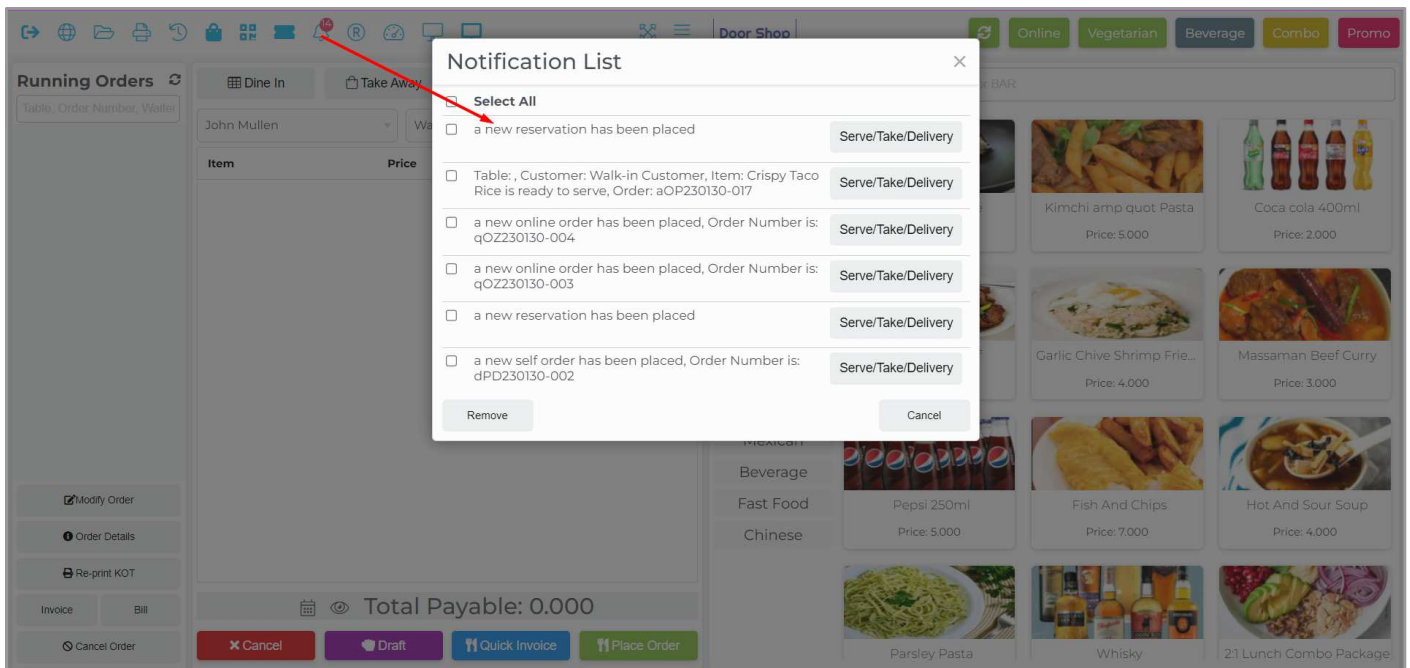 14
R
Door Shop
Online
Vegetarian
Beverage
Combo
Promo
Running Orders
Table, Order Number, Waiter
Dine In
Take Away
BAR
John Mullen
Wa
Item
Price
Notification List
×
Select All
a new reservation has been placed
Serve/Take/Delivery
Table: , Customer: Walk-in Customer, Item: Crispy Taco
Rice is ready to serve, Order: aOP230130-017
Serve/Take/Delivery
a new online order has been placed, Order Number is:
qOZ230130-004
Serve/Take/Delivery
a new online order has been placed, Order Number is:
qOZ230130-003
Serve/Take/Delivery
a new reservation has been placed
Serve/Take/Delivery
a new self order has been placed, Order Number is:
dPD230130-002
Serve/Take/Delivery
Remove
Cancel
Kimchi amp quot Pasta
Price: 5.000
Coca cola 400ml
Price: 2.000
Garlic Chive Shrimp Frie...
Price: 4.000
Massaman Beef Curry
Price: 3.000
Mexican
Beverage
Fast Food
Chinese
Pepsi 250ml
Price: 5.000
Fish And Chips
Price: 7.000
Hot And Sour Soup
Price: 4.000
Parsley Pasta
Whisky
2:1 Lunch Combo Package
Modify Order
Order Details
Re-print KOT
Invoice
Bill
Cancel Order
Total Payable: 0.000
Cancel
Draft
Quick Invoice
Place Order